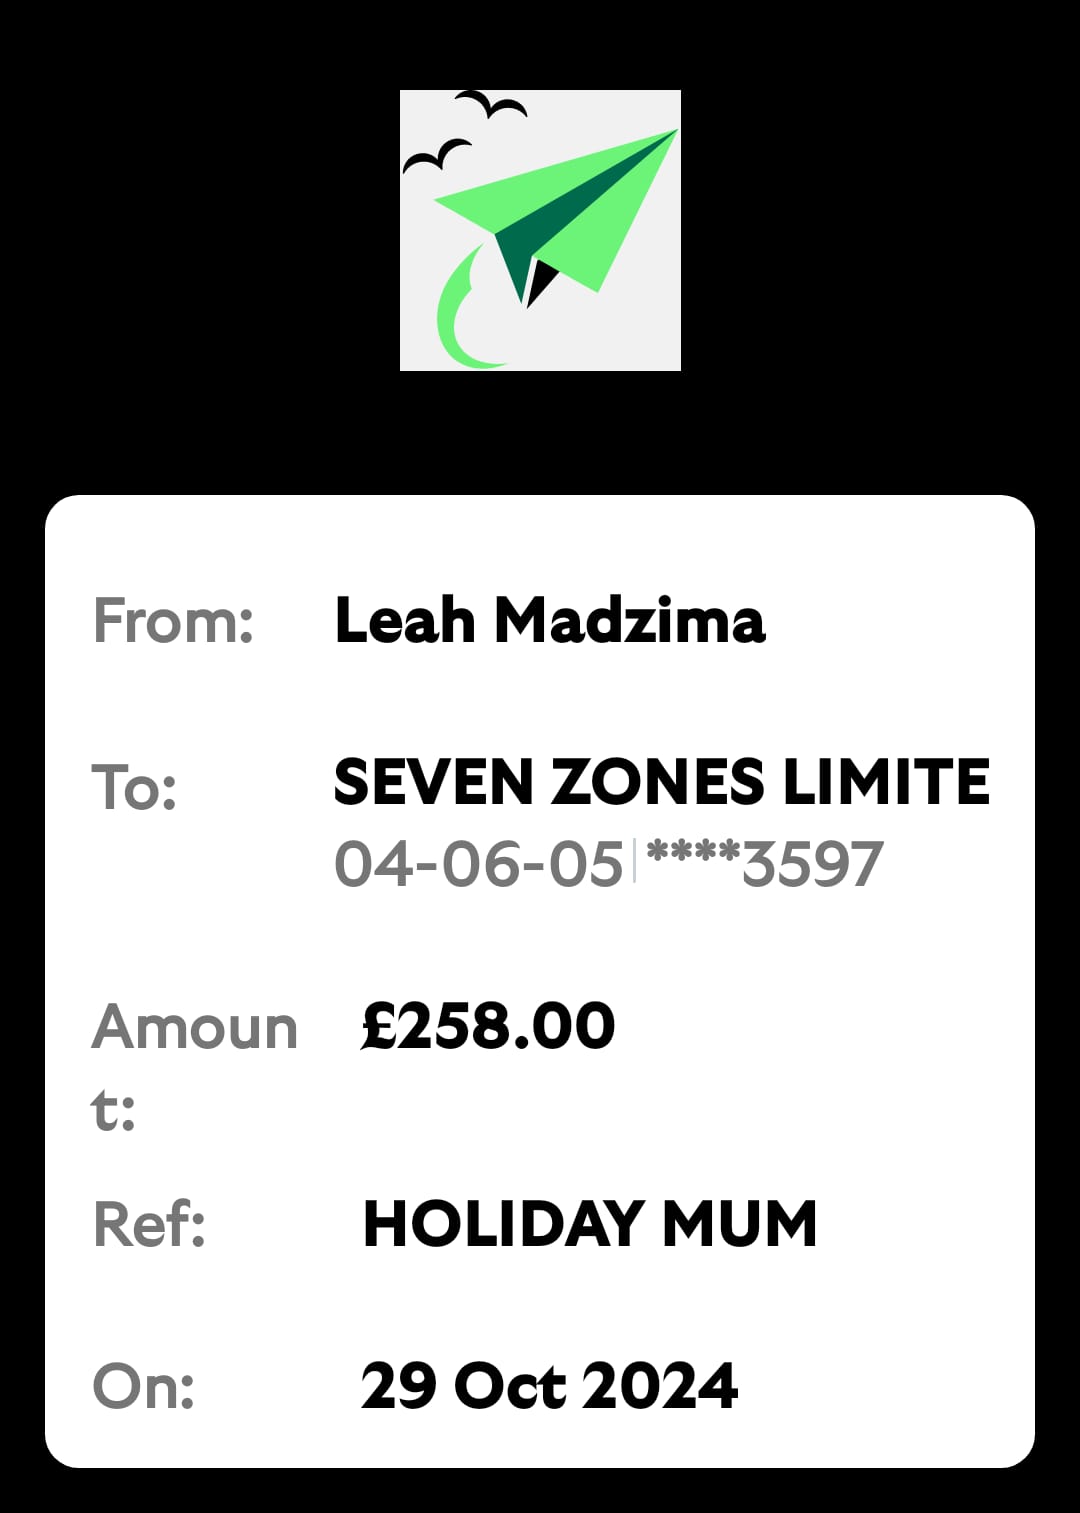 From: Leah Madzima
To: SEVEN ZONES LIMITE
04-06-05|****3597
Amoun £258.00
t:
Ref: HOLIDAY MUM
On: 29 Oct 2024